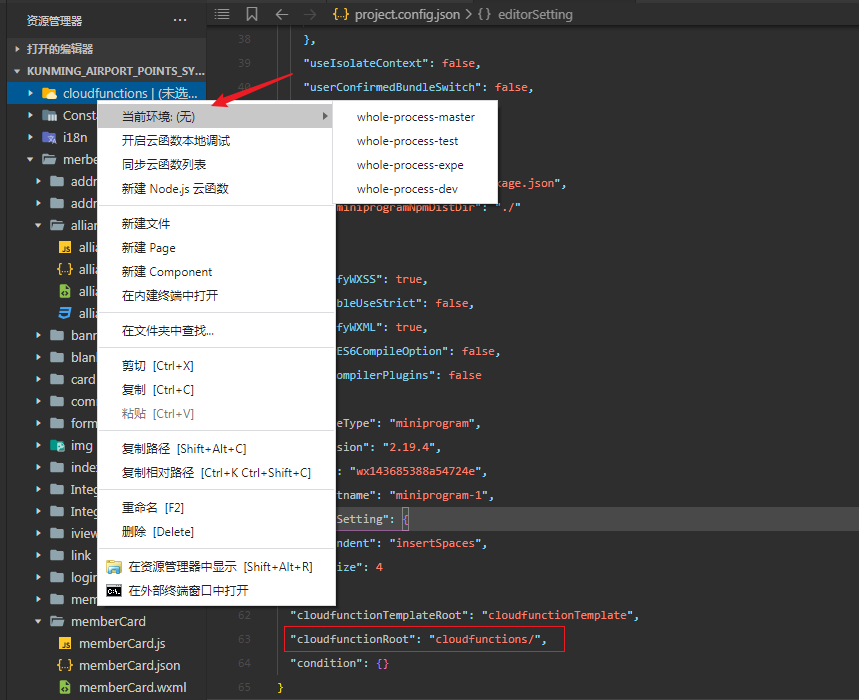 资源管理器
···
project.config.json > {} editorSetting
打开的编辑器
KUNMING_AIRPORT_POINTS_SY...
cloudfunctions | (未选...
Consta
i18n
merbe
addr
addr
allian
allia
allia
allia
allia
bann
blan
card
com
form
img
index
Integ
Integ
iview
link
login
mem
memberCard
memberCard.js
memberCard.json
memberCard.wxml
当前环境: (无)
开启云函数本地调试
同步云函数列表
新建 Node.js 云函数
新建文件
新建 Page
新建 Component
在内建终端中打开
在文件夹中查找...
剪切 [Ctrl+X]
复制 [Ctrl+C]
粘贴 [Ctrl+V]
复制路径 [Shift+Alt+C]
复制相对路径 [Ctrl+K Ctrl+Shift+C]
重命名 [F2]
删除 [Delete]
在资源管理器中显示 [Shift+Alt+R]
在外部终端窗口中打开
whole-process-master
whole-process-test
whole-process-expe
whole-process-dev
38 },
39 "useIsolateContext": false,
"userConfirmedBundleSwitch": false,
kage.json",
miniprogramNpmDistDir": "./"
fyWXSS": true,
bleUseStrict": false,
fyWXML": true,
ES6CompileOption": false,
ompilerPlugins": false
eType": "miniprogram",
sion": "2.19.4",
: "wx143685388a54724e",
tname": "miniprogram-1",
Setting": {
ndent": "insertSpaces",
ize": 4
62 "cloudfunctionTemplateRoot": "cloudfunctionTemplate",
63 "cloudfunctionRoot": "cloudfunctions/",
64 "condition": {}
65 }